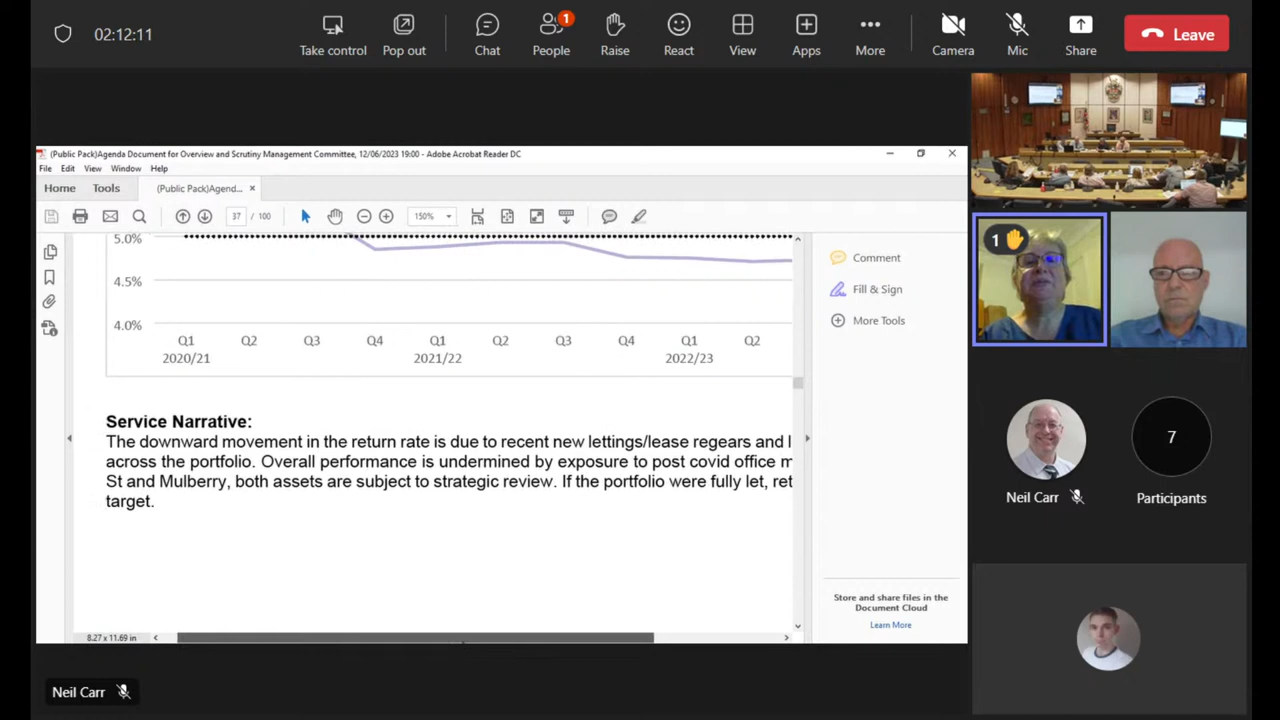 02:12:11
Take control
Pop out
Chat
1
People
Raise
React
View
Apps
More
Camera
Mic
Share
Leave
(Public Pack)Agenda Document for Overview and Scrutiny Management Committee, 12/06/2023 19:00 - Adobe Acrobat Reader DC
File Edit View Window Help
Home Tools (Public Pack)Agend...
37 / 100
150%
5.0%
4.5%
4.0%
Q1 Q2 Q3 Q4 Q1 Q2 Q3 Q4 Q1 Q2
2020/21 2021/22 2022/23
Service Narrative:
The downward movement in the return rate is due to recent new lettings/lease regears and l
across the portfolio. Overall performance is undermined by exposure to post covid office m
St and Mulberry, both assets are subject to strategic review. If the portfolio were fully let, ret
target.
8.27 x 11.69 in
Comment
Fill & Sign
More Tools
Store and share files in the
Document Cloud
Learn More
1
Neil Carr
7
Participants
Neil Carr